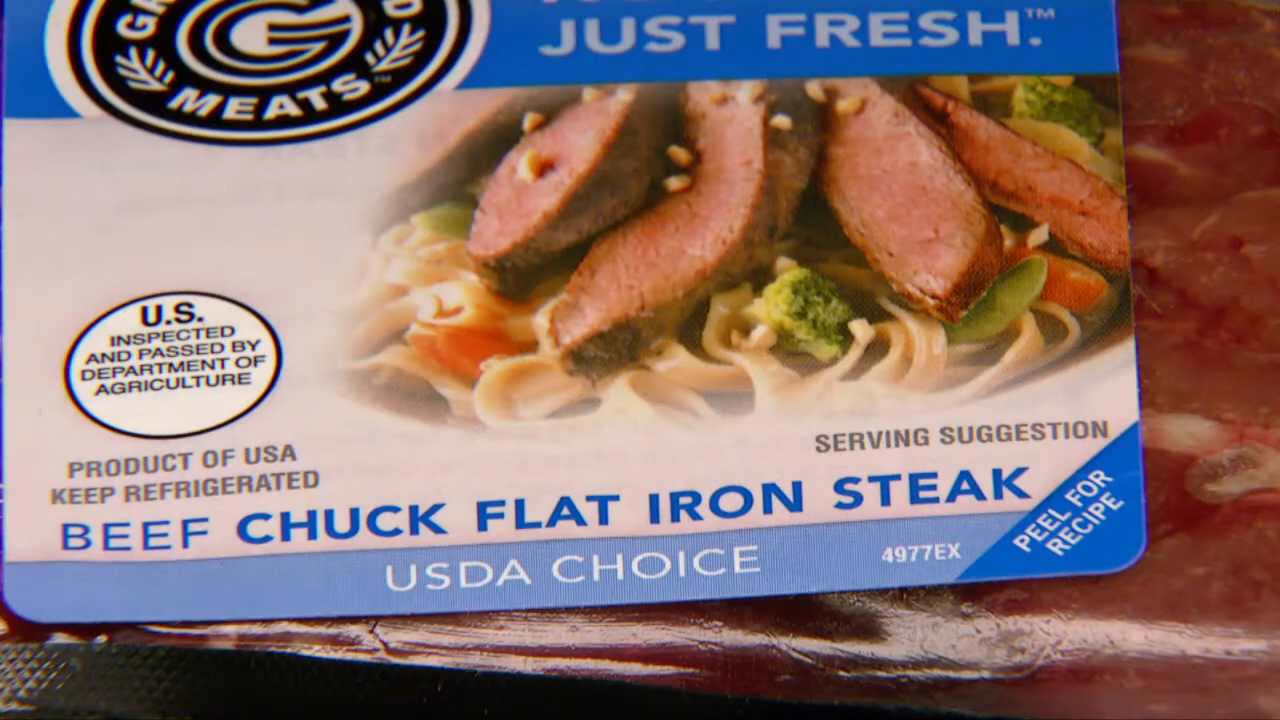 JUST FRESH.™
MEATS™
U.S.
INSPECTED
AND PASSED BY
DEPARTMENT OF
AGRICULTURE
PRODUCT OF USA
KEEP REFRIGERATED
SERVING SUGGESTION
BEEF CHUCK FLAT IRON STEAK
PEEL FOR
RECIPE
USDA CHOICE
4977EX